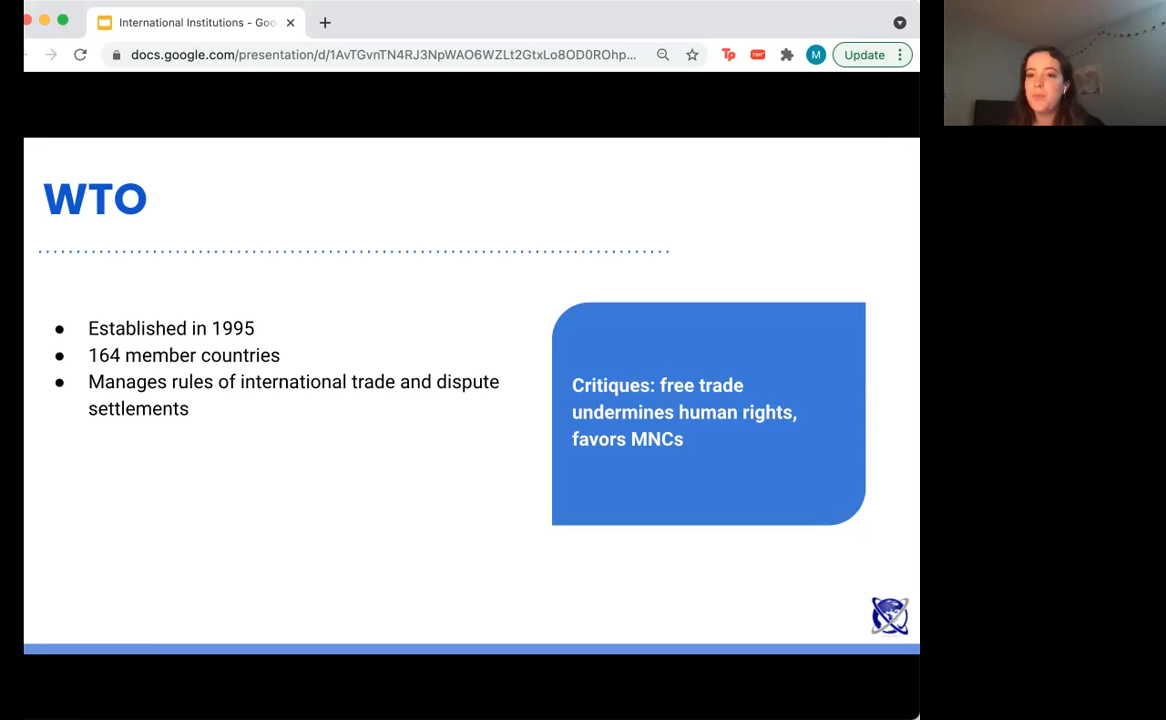 International Institutions - Goo
docs.google.com/presentation/d/1AvTGvnTN4RJ3NpWAO6WZLt2GtxLo8OD0ROhp...
Tp
M
Update
WTO
● Established in 1995
● 164 member countries
● Manages rules of international trade and dispute
settlements
Critiques: free trade
undermines human rights,
favors MNCs